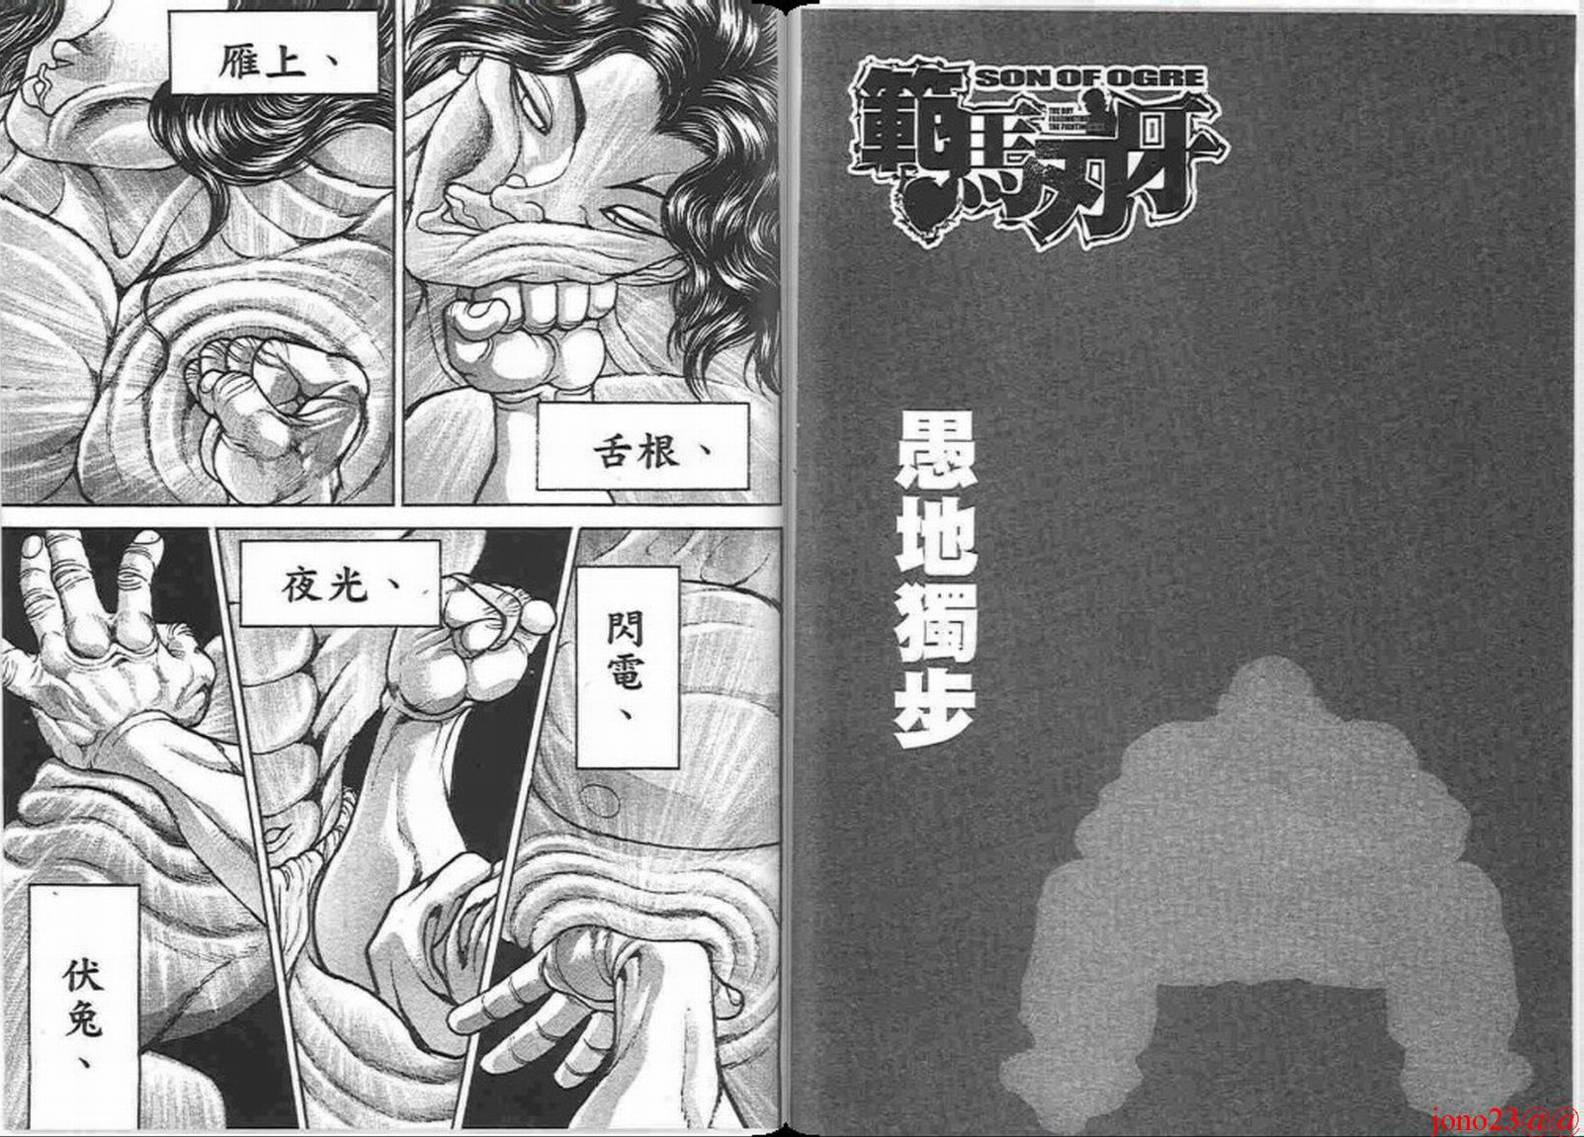 SON OF OGRE
範馬刃牙
愚地獨步
舌根、
雁上、
閃電、
夜光、
伏兔、
jono23@@